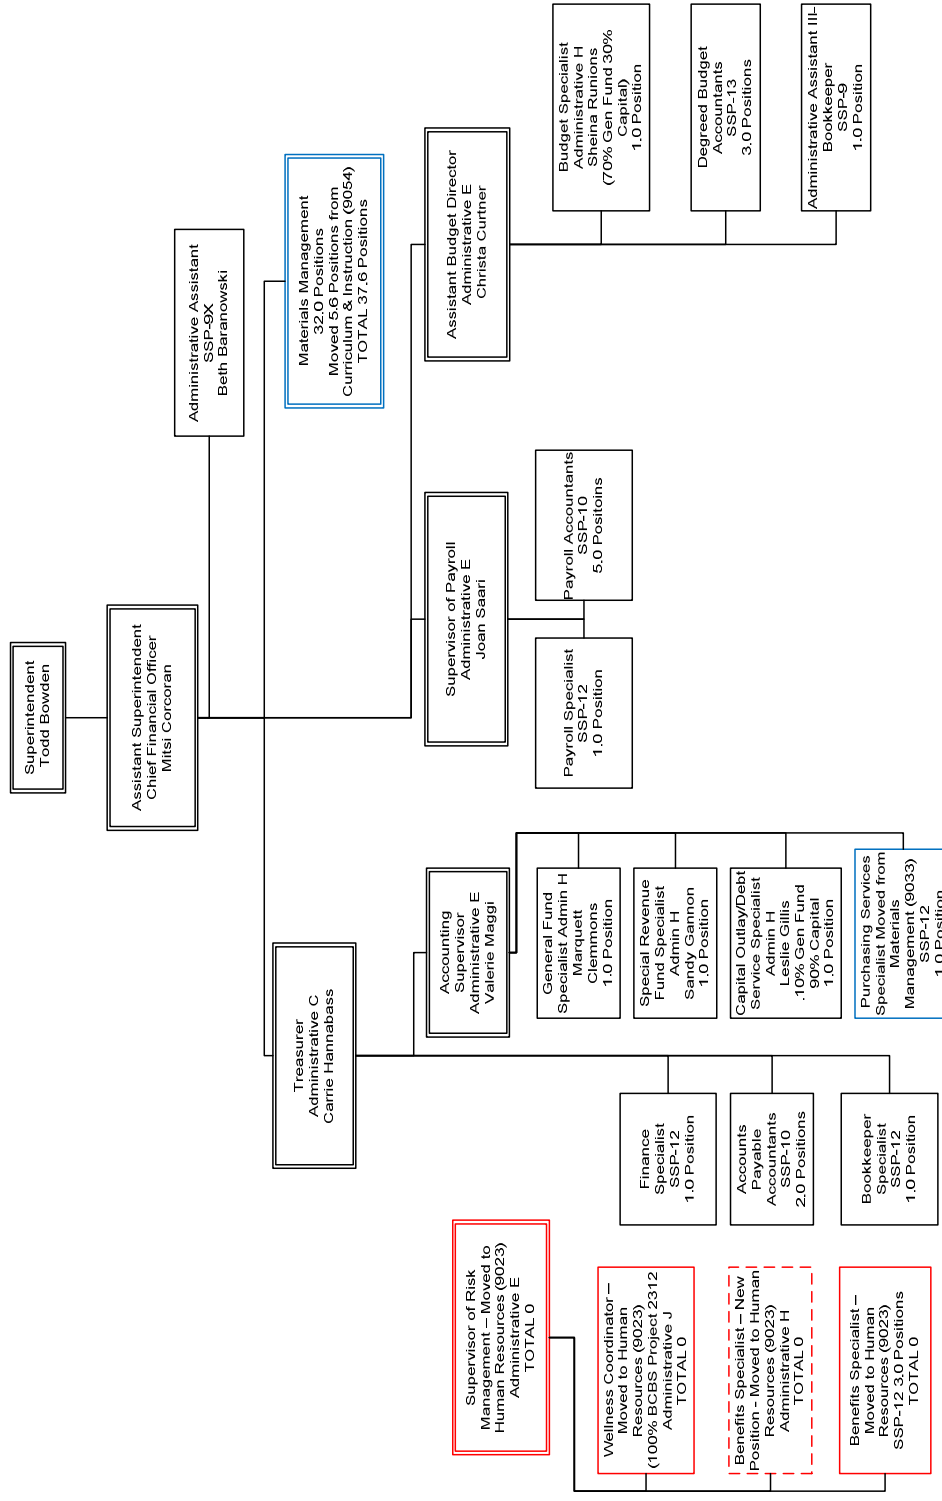 Superintendent
Todd Bowden
Assistant Superintendent
Chief Financial Officer
Mitsi Corcoran
Administrative Assistant
SSP-9X
Beth Baranowski
Treasurer
Administrative C
Carrie Hannabass
Materials Management
32.0 Positions
Moved 5.6 Positions from
Curriculum & Instruction (9054)
TOTAL 37.6 Positions
Supervisor of Risk
Management – Moved to
Human Resources (9023)
Administrative E
TOTAL 0
Accounting
Supervisor
Administrative E
Valerie Maggi
Supervisor of Payroll
Administrative E
Joan Saari
Assistant Budget Director
Administrative E
Christa Curtner
Wellness Coordinator –
Moved to Human
Resources (9023)
(100% BCBS Project 2312
Administrative J
TOTAL 0
Benefits Specialist – New
Position - Moved to Human
Resources (9023)
Administrative H
TOTAL 0
Benefits Specialist –
Moved to Human
Resources (9023)
SSP-12 3.0 Positions
TOTAL 0
Finance
Specialist
SSP-12
1.0 Position
Accounts
Payable
Accountants
SSP-10
2.0 Positions
Bookkeeper
Specialist
SSP-12
1.0 Position
General Fund
Specialist Admin H
Marquett
Clemmons
1.0 Position
Special Revenue
Fund Specialist
Admin H
Sandy Gannon
1.0 Position
Capital Outlay/Debt
Service Specialist
Admin H
Leslie Gillis
.10% Gen Fund
90% Capital
1.0 Position
Purchasing Services
Specialist Moved from
Materials
Management (9033)
SSP-12
1.0 Position
Payroll Specialist
SSP-12
1.0 Position
Payroll Accountants
SSP-10
5.0 Positoins
Budget Specialist
Administrative H
Sheina Runions
(70% Gen Fund 30%
Capital)
1.0 Position
Degreed Budget
Accountants
SSP-13
3.0 Positions
Administrative Assistant III-
Bookkeeper
SSP-9
1.0 Position